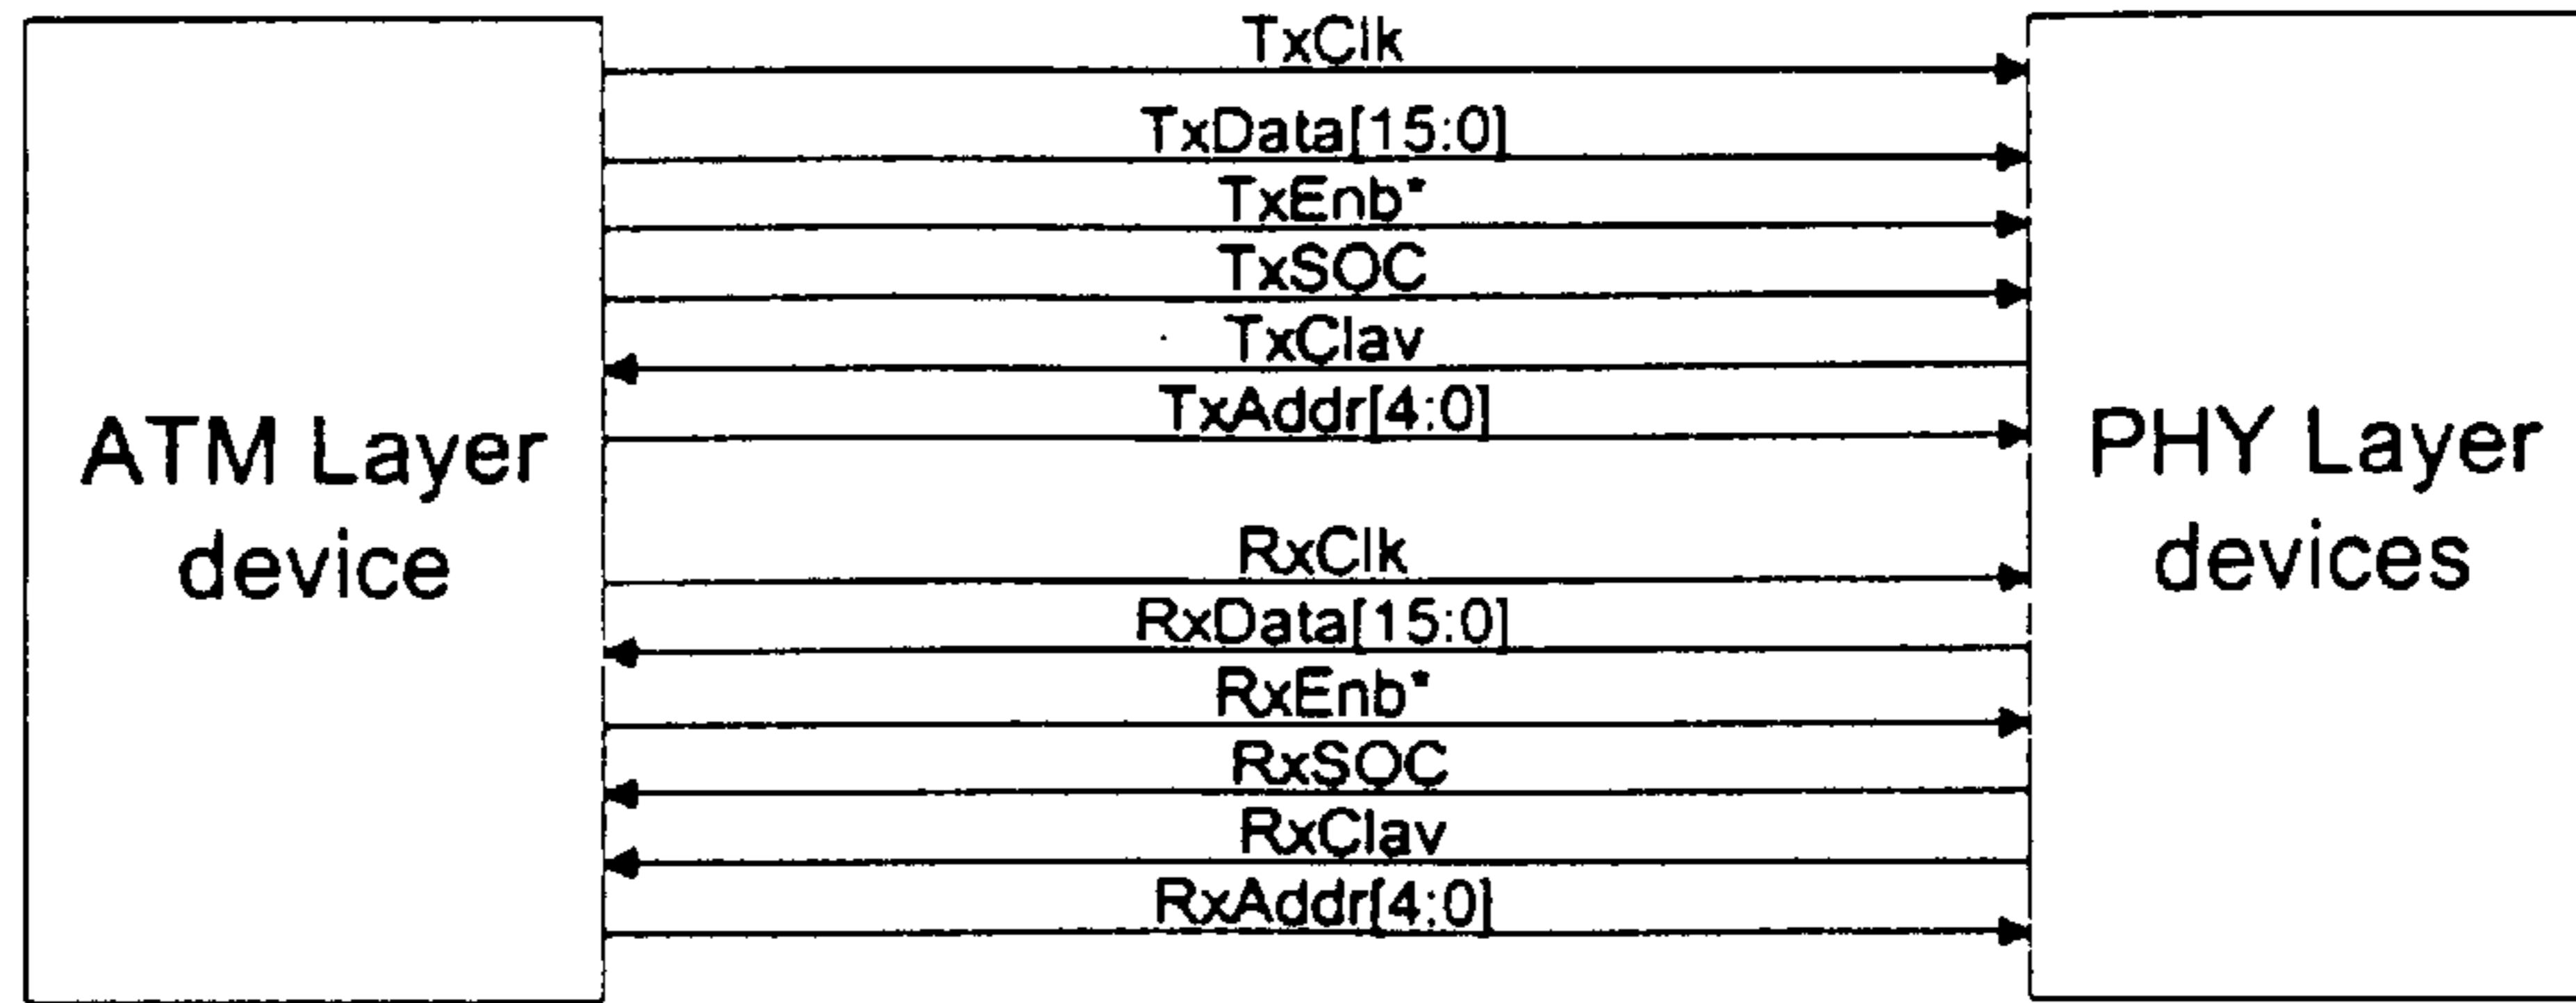 TxClk
TxData[15:0]
TxEnb*
TxSOC
TxClav
TxAddr[4:0]
ATM Layer
device
PHY Layer
devices
RxClk
RxData[15:0]
RxEnb*
RxSOC
RxClav
RxAddr[4:0]